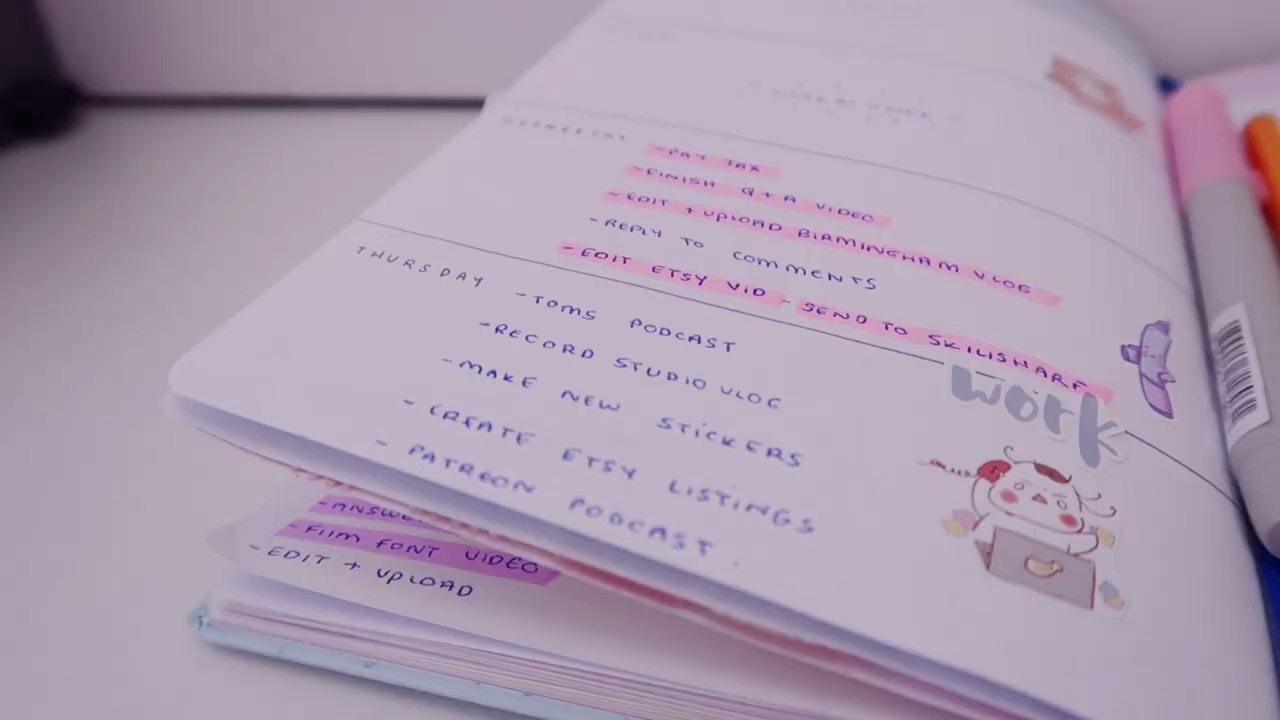 WEDNESDAY
-PAY TAX
-FINISH Q+A VIDEO
-EDIT + UPLOAD BIRMINGHAM VLOG
-REPLY TO COMMENTS
-EDIT ETSY VID - SEND TO SKILLSHARE
THURSDAY
-TOMS PODCAST
-RECORD STUDIO VLOG
-MAKE NEW STICKERS
-CREATE ETSY LISTINGS
-PATREON PODCAST
work
-FILM FONT VIDEO
-EDIT + UPLOAD